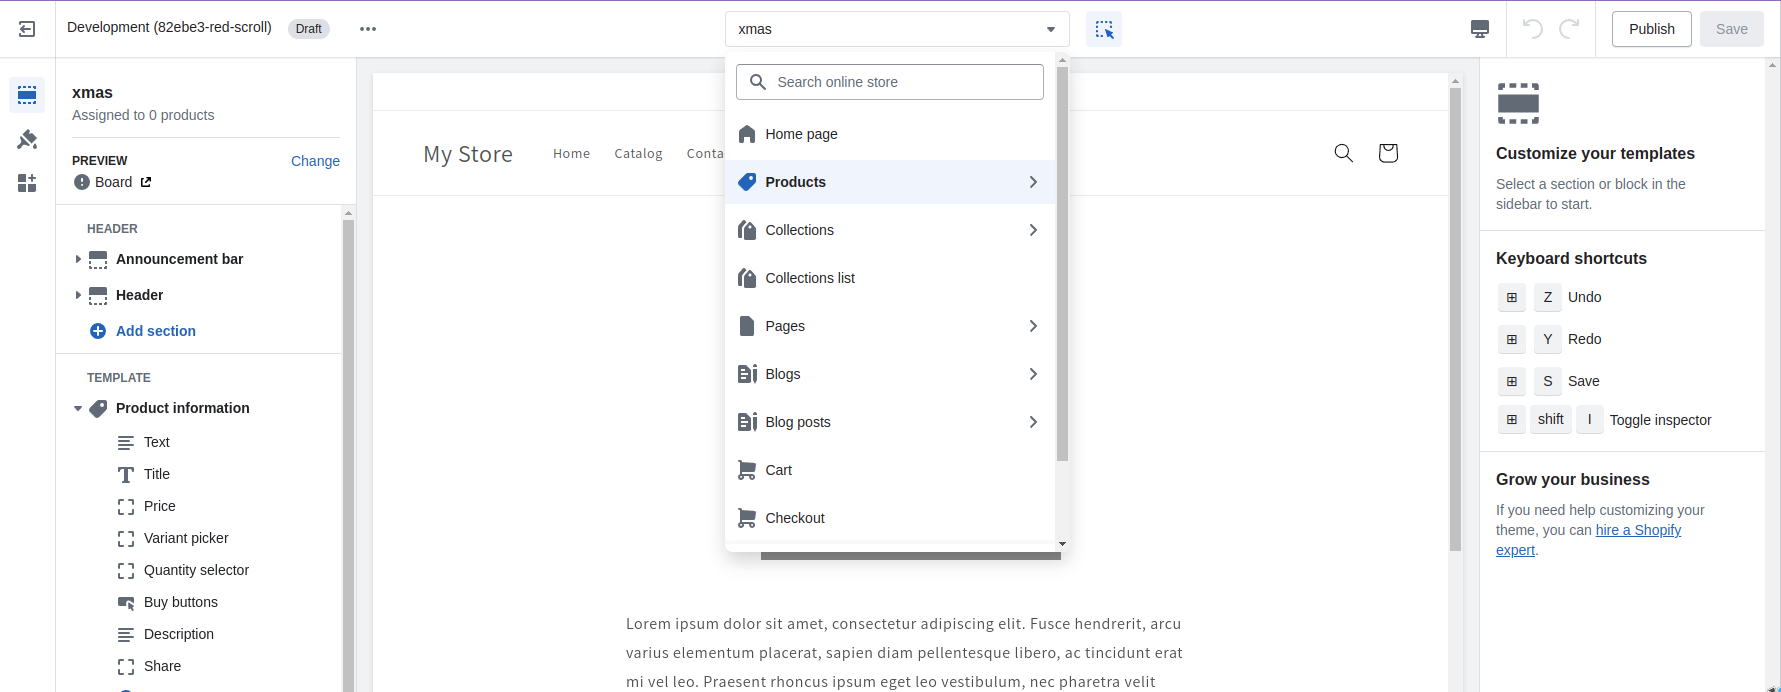 Development (82ebe3-red-scroll)
Draft
xmas
Publish
Save
xmas
Assigned to 0 products
PREVIEW
Change
Board
HEADER
Announcement bar
Header
Add section
TEMPLATE
Product information
Text
Title
Price
Variant picker
Quantity selector
Buy buttons
Description
Share
My Store
Home
Catalog
Conta
Search online store
Home page
Products
Collections
Collections list
Pages
Blogs
Blog posts
Cart
Checkout
Lorem ipsum dolor sit amet, consectetur adipiscing elit. Fusce hendrerit, arcu
varius elementum placerat, sapien diam pellentesque libero, ac tincidunt erat
mi vel leo. Praesent rhoncus ipsum eget leo vestibulum, nec pharetra velit
Customize your templates
Select a section or block in the
sidebar to start.
Keyboard shortcuts
⊞ Z Undo
⊞ Y Redo
⊞ S Save
⊞ shift I Toggle inspector
Grow your business
If you need help customizing your
theme, you can hire a Shopify
expert.